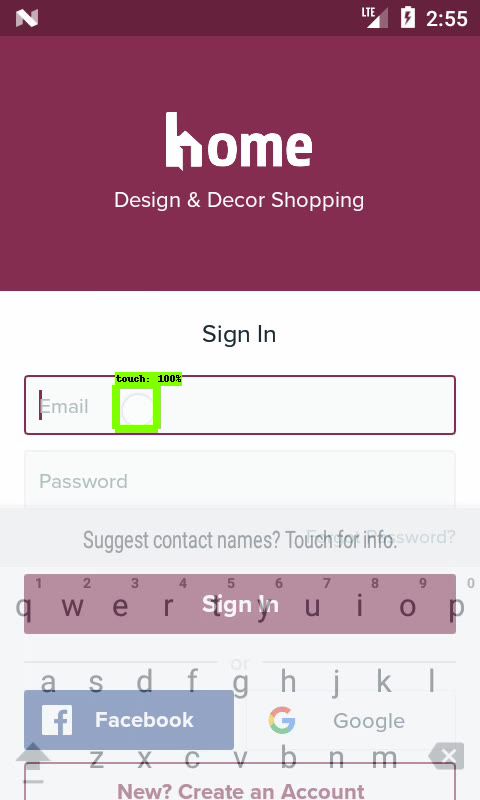 LTE 2:55
home
Design & Decor Shopping
Sign In
touch: 100%
Email
Password
Forgot Password?
Suggest contact names? Touch for info.
1 2 3 4 5 6 7 8 9 0
q w e r t y u i o p
Sign In
or
a s d f g h j k l
Facebook
Google
z x c v b n m
New? Create an Account